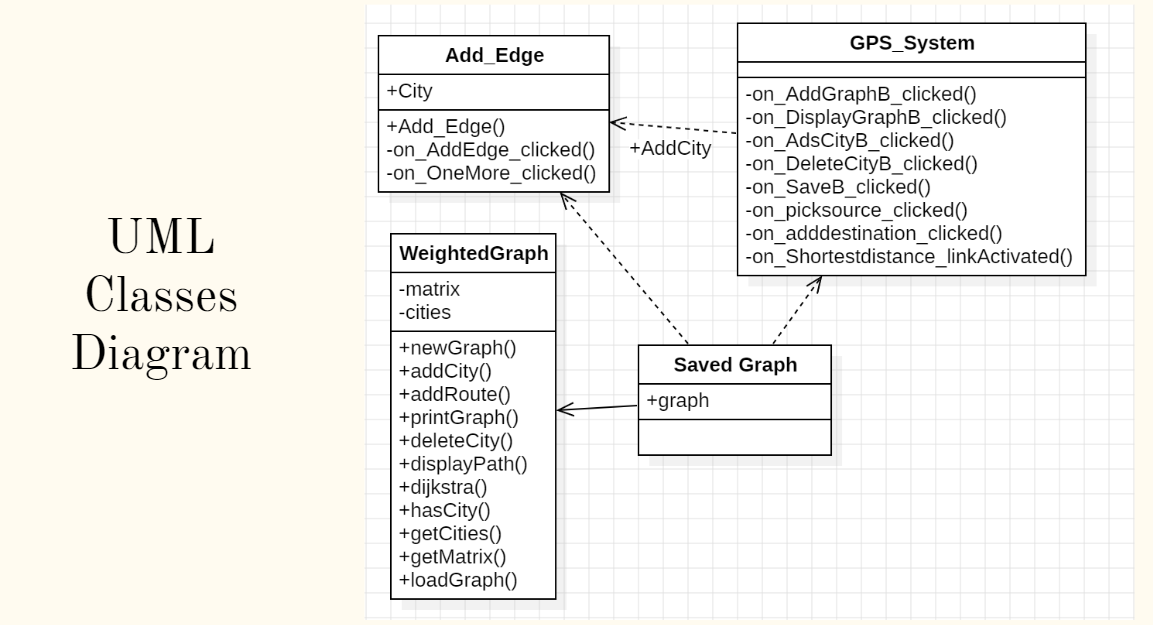 UML
Classes
Diagram
Add_Edge
+City
+Add_Edge()
-on_AddEdge_clicked()
-on_OneMore_clicked()
+AddCity
GPS_System
-on_AddGraphB_clicked()
-on_DisplayGraphB_clicked()
-on_AdsCityB_clicked()
-on_DeleteCityB_clicked()
-on_SaveB_clicked()
-on_picksource_clicked()
-on_adddestination_clicked()
-on_Shortestdistance_linkActivated()
WeightedGraph
-matrix
-cities
+newGraph()
+addCity()
+addRoute()
+printGraph()
+deleteCity()
+displayPath()
+dijkstra()
+hasCity()
+getCities()
+getMatrix()
+loadGraph()
Saved Graph
+graph